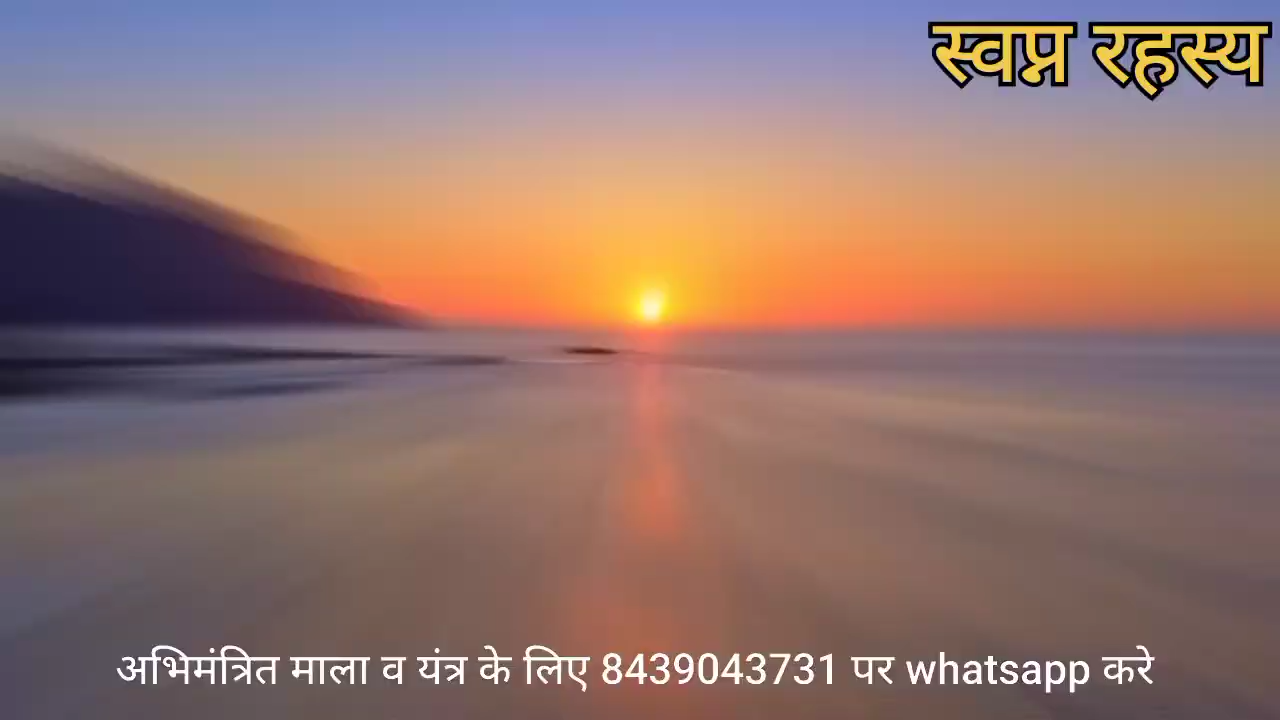 स्वप्न रहस्य
अभिमंत्रित माला व यंत्र के लिए 8439043731 पर whatsapp करे